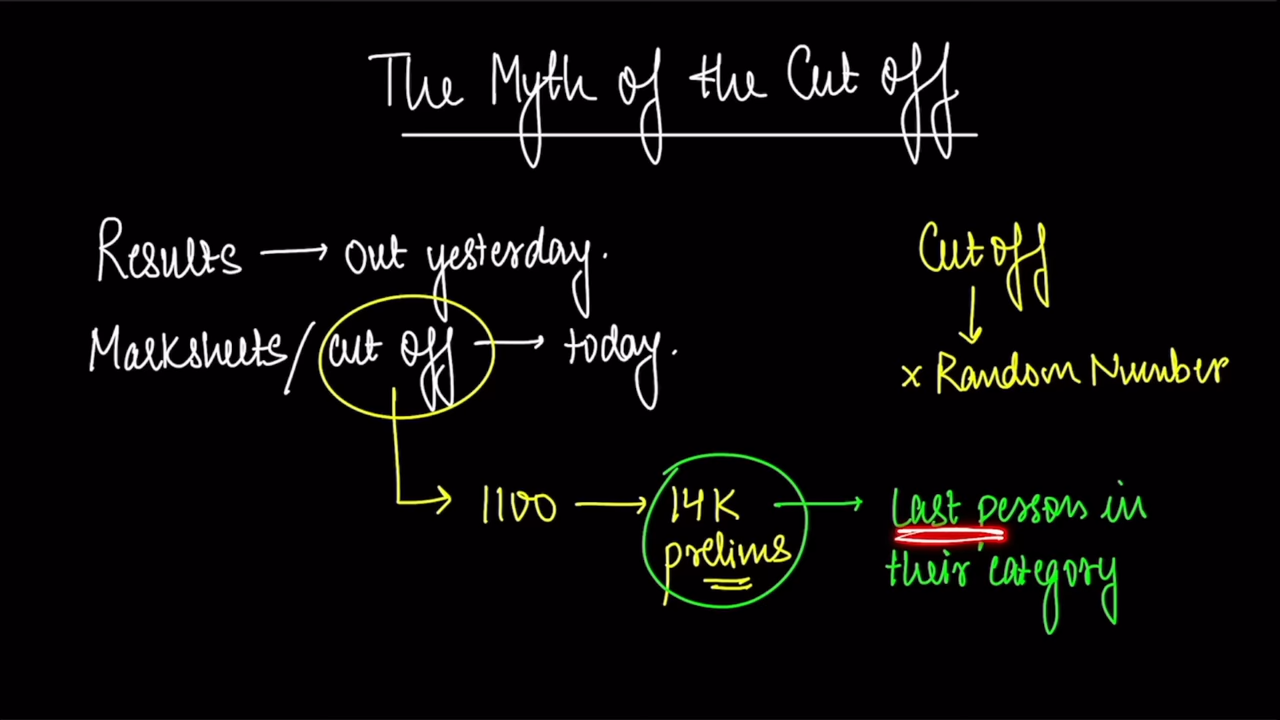 The Myth of the Cut off
Results → out yesterday.
Marksheets/cut off → today.
Cut off
↓
x Random Number
1100 → 14K → Last person in
prelims
their category